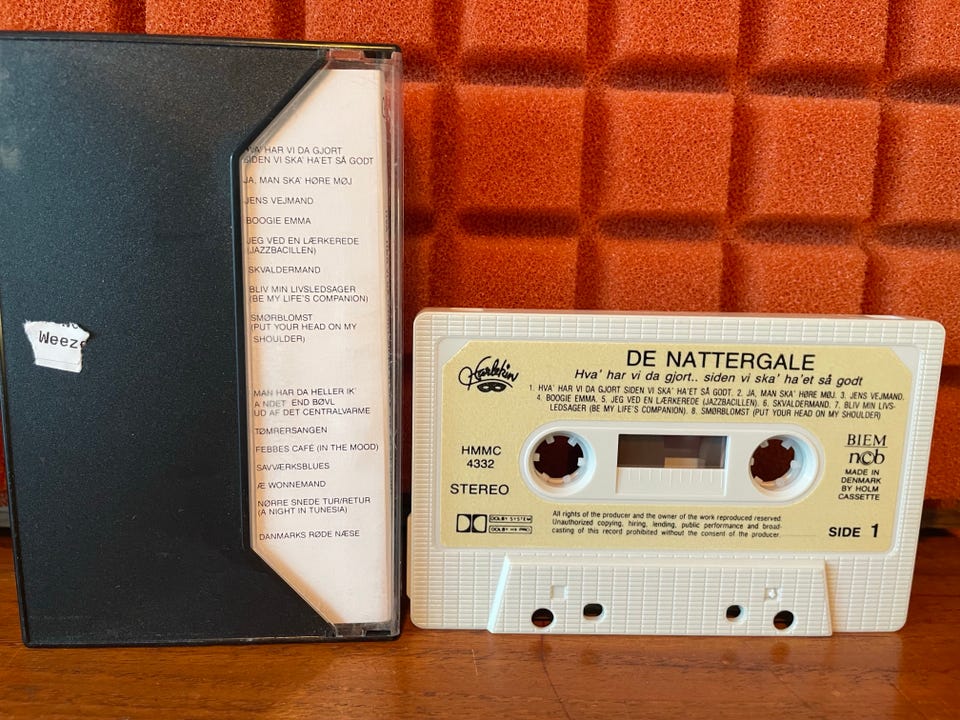 HVA' HAR VI DA GJORT
SIDEN VI SKA' HA'ET SÅ GODT
JA, MAN SKA' HØRE MØJ
JENS VEJMAND
BOOGIE EMMA
JEG VED EN LÆRKEREDE
(JAZZBACILLEN)
SKVALDERMAND
BLIV MIN LIVSLEDSAGER
(BE MY LIFE'S COMPANION)
SMØRBLOMST
(PUT YOUR HEAD ON MY
SHOULDER)
MAN HAR DA HELLER IK'
A NDET END BØVL
UD AF DET CENTRALVARME
TØMRERSANGEN
FEBBES CAFÉ (IN THE MOOD)
SAVVÆRKSBLUES
Æ WONNEMAND
NØRRE SNEDE TUR/RETUR
(A NIGHT IN TUNESIA)
DANMARKS RØDE NÆSE
Weeze
Harlekin
DE NATTERGALE
Hva' har vi da gjort.. siden vi ska' ha'et så godt
1. HVA' HAR VI DA GJORT SIDEN VI SKA' HA'ET SÅ GODT. 2. JA, MAN SKA' HØRE MØJ. 3. JENS VEJMAND.
4. BOOGIE EMMA. 5. JEG VED EN LÆRKEREDE (JAZZBACILLEN). 6. SKVALDERMAND. 7. BLIV MIN LIVS-
LEDSAGER (BE MY LIFE'S COMPANION). 8. SMØRBLOMST (PUT YOUR HEAD ON MY SHOULDER)
HMMC
4332
STEREO
BIEM
ncb
MADE IN
DENMARK
BY HOLM
CASSETTE
DOLBY SYSTEM
DOLBY HX PRO
All rights of the producer and the owner of the work reproduced reserved.
Unauthorized copying, hiring, lending, public performance and broad-
casting of this record prohibited without the consent of the producer.
SIDE 1